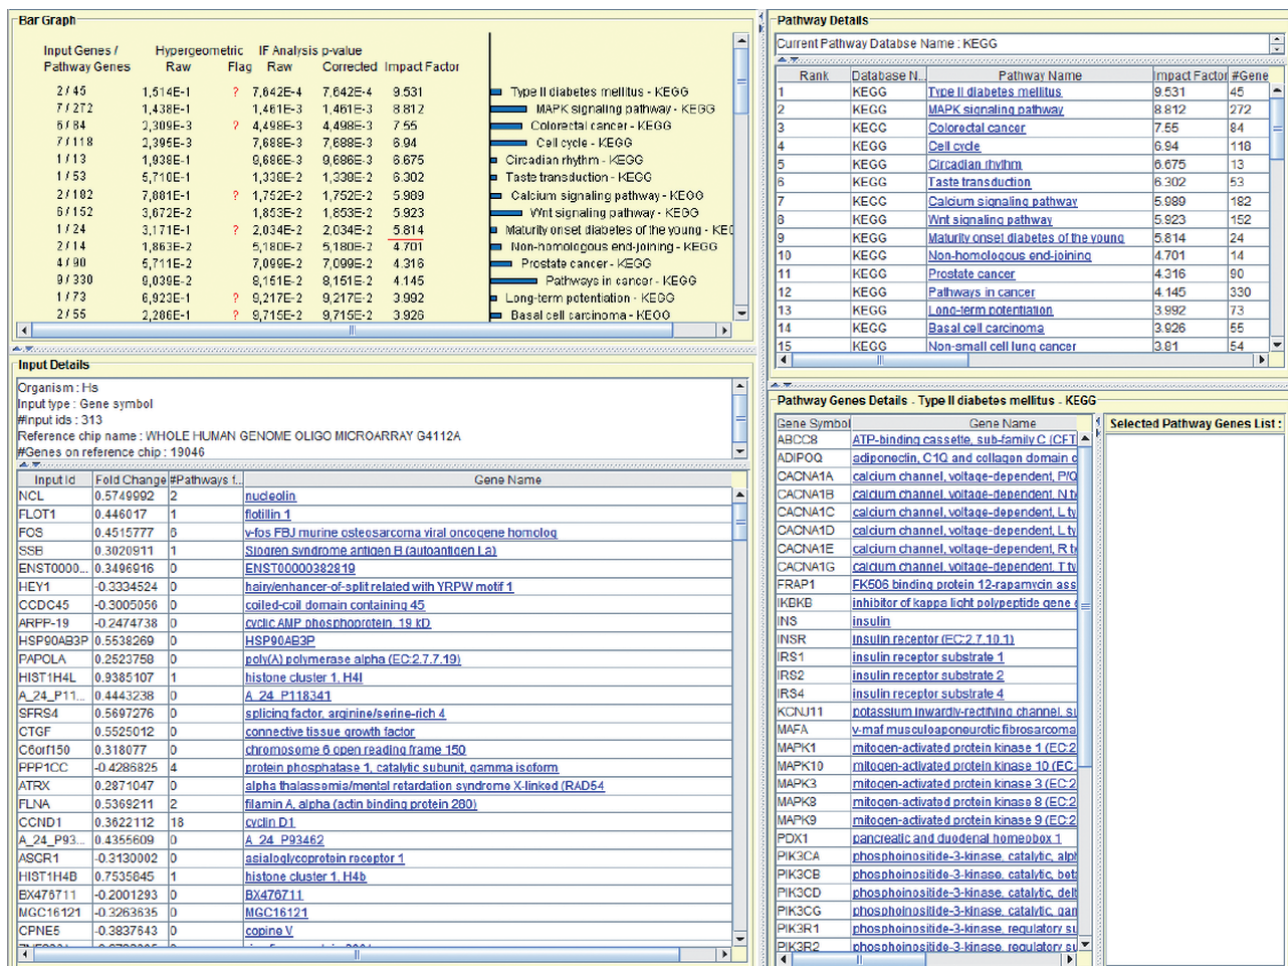 Bar Graph
Input Genes / Hypergeometric IF Analysis p-value
Pathway Genes Raw Flag Raw Corrected Impact Factor
2 / 45 1,514E-1 ? 7,642E-4 7,642E-4 9.531 Type II diabetes mellitus - KEGG
7 / 272 1,438E-1 1,461E-3 1,461E-3 8.812 MAPK signaling pathway - KEGG
6 / 84 2,309E-3 ? 4,498E-3 4,498E-3 7.55 Colorectal cancer - KEGG
7 / 118 2,395E-3 7,688E-3 7,688E-3 6.94 Cell cycle - KEGG
1 / 13 1,938E-1 9,686E-3 9,686E-3 6.675 Circadian rhythm - KEGG
1 / 53 5,710E-1 1,338E-2 1,338E-2 6.302 Taste transduction - KEGG
2 / 182 7,881E-1 ? 1,752E-2 1,752E-2 5.989 Calcium signaling pathway - KEGG
6 / 152 3,672E-2 1,853E-2 1,853E-2 5.923 Wnt signaling pathway - KEGG
1 / 24 3,171E-1 ? 2,034E-2 2,034E-2 5.814 Maturity onset diabetes of the young - KEG
2 / 14 1,863E-2 5,180E-2 5,180E-2 4.701 Non-homologous end-joining - KEGG
4 / 90 5,711E-2 7,099E-2 7,099E-2 4.316 Prostate cancer - KEGG
9 / 330 9,039E-2 8,151E-2 8,151E-2 4.145 Pathways in cancer - KEGG
1 / 73 6,923E-1 ? 9,217E-2 9,217E-2 3.992 Long-term potentiation - KEGG
2 / 55 2,286E-1 ? 9,715E-2 9,715E-2 3.926 Basal cell carcinoma - KEGG
Pathway Details
Current Pathway Databse Name : KEGG
Rank Database N... Pathway Name Impact Factor #Gene
1 KEGG Type II diabetes mellitus 9.531 45
2 KEGG MAPK signaling pathway 8.812 272
3 KEGG Colorectal cancer 7.55 84
4 KEGG Cell cycle 6.94 118
5 KEGG Circadian rhythm 6.675 13
6 KEGG Taste transduction 6.302 53
7 KEGG Calcium signaling pathway 5.989 182
8 KEGG Wnt signaling pathway 5.923 152
9 KEGG Maturity onset diabetes of the young 5.814 24
10 KEGG Non-homologous end-joining 4.701 14
11 KEGG Prostate cancer 4.316 90
12 KEGG Pathways in cancer 4.145 330
13 KEGG Long-term potentiation 3.992 73
14 KEGG Basal cell carcinoma 3.926 55
15 KEGG Non-small cell lung cancer 3.81 54
Input Details
Organism : Hs
Input type : Gene symbol
#Input ids : 313
Reference chip name : WHOLE HUMAN GENOME OLIGO MICROARRAY G4112A
#Genes on reference chip : 19046
Input Id Fold Change #Pathways f... Gene Name
NCL 0.5749992 2 nucleolin
FLOT1 0.446017 1 flotillin 1
FOS 0.4515777 6 v-fos FBJ murine osteosarcoma viral oncogene homolog
SSB 0.3020911 1 Sjogren syndrome antigen B (autoantigen La)
ENST0000... 0.3496916 0 ENST00000382819
HEY1 -0.3334524 0 hairy/enhancer-of-split related with YRPW motif 1
CCDC45 -0.3005056 0 coiled-coil domain containing 45
ARPP-19 -0.2474738 0 cyclic AMP phosphoprotein, 19 kD
HSP90AB3P 0.5538269 0 HSP90AB3P
PAPOLA 0.2523758 0 poly(A) polymerase alpha (EC:2.7.7.19)
HIST1H4L 0.9385107 1 histone cluster 1, H4l
A_24_P11... 0.4443238 0 A_24_P118341
SFRS4 0.5697276 0 splicing factor, arginine/serine-rich 4
CTGF 0.5525012 0 connective tissue growth factor
C6orf150 0.318077 0 chromosome 6 open reading frame 150
PPP1CC -0.4286825 4 protein phosphatase 1, catalytic subunit, gamma isoform
ATRX 0.2871047 0 alpha thalassemia/mental retardation syndrome X-linked (RAD54
FLNA 0.5369211 2 filamin A, alpha (actin binding protein 280)
CCND1 0.3622112 18 cyclin D1
A_24_P93... 0.4355609 0 A_24_P93462
ASGR1 -0.3130002 0 asialoglycoprotein receptor 1
HIST1H4B 0.7535845 1 histone cluster 1, H4b
BX476711 -0.2001293 0 BX476711
MGC16121 -0.3263635 0 MGC16121
CPNE5 -0.3837643 0 copine V
Pathway Genes Details - Type II diabetes mellitus - KEGG
Gene Symbol Gene Name
ABCC8 ATP-binding cassette, sub-family C (CFT
ADIPOQ adiponectin, C1Q and collagen domain c
CACNA1A calcium channel, voltage-dependent, P/Q
CACNA1B calcium channel, voltage-dependent, N t
CACNA1C calcium channel, voltage-dependent, L ty
CACNA1D calcium channel, voltage-dependent, L ty
CACNA1E calcium channel, voltage-dependent, R t
CACNA1G calcium channel, voltage-dependent, T ty
FRAP1 FK506 binding protein 12-rapamycin ass
IKBKB inhibitor of kappa light polypeptide gene
INS insulin
INSR insulin receptor (EC:2.7.10.1)
IRS1 insulin receptor substrate 1
IRS2 insulin receptor substrate 2
IRS4 insulin receptor substrate 4
KCNJ11 potassium inwardly-rectifying channel, su
MAFA v-maf musculoaponeurotic fibrosarcoma
MAPK1 mitogen-activated protein kinase 1 (EC:2
MAPK10 mitogen-activated protein kinase 10 (EC:
MAPK3 mitogen-activated protein kinase 3 (EC:2
MAPK8 mitogen-activated protein kinase 8 (EC:2
MAPK9 mitogen-activated protein kinase 9 (EC:2
PDX1 pancreatic and duodenal homeobox 1
PIK3CA phosphoinositide-3-kinase, catalytic, alph
PIK3CB phosphoinositide-3-kinase, catalytic, beta
PIK3CD phosphoinositide-3-kinase, catalytic, delt
PIK3CG phosphoinositide-3-kinase, catalytic, gam
PIK3R1 phosphoinositide-3-kinase, regulatory su
PIK3R2 phosphoinositide-3-kinase, regulatory su
Selected Pathway Genes List :